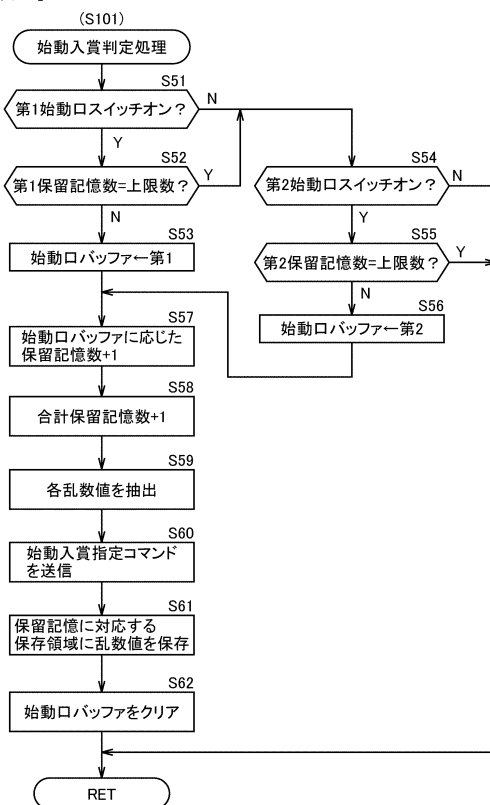 (S101)
始動入賞判定処理
S51
第1始動口スイッチオン?
N
Y
S52
第1保留記憶数=上限数?
Y
N
S53
始動口バッファ←第1
S54
第2始動口スイッチオン?
N
Y
S55
第2保留記憶数=上限数?
Y
N
S56
始動口バッファ←第2
S57
始動口バッファに応じた
保留記憶数+1
S58
合計保留記憶数+1
S59
各乱数値を抽出
S60
始動入賞指定コマンド
を送信
S61
保留記憶に対応する
保存領域に乱数値を保存
S62
始動口バッファをクリア
RET